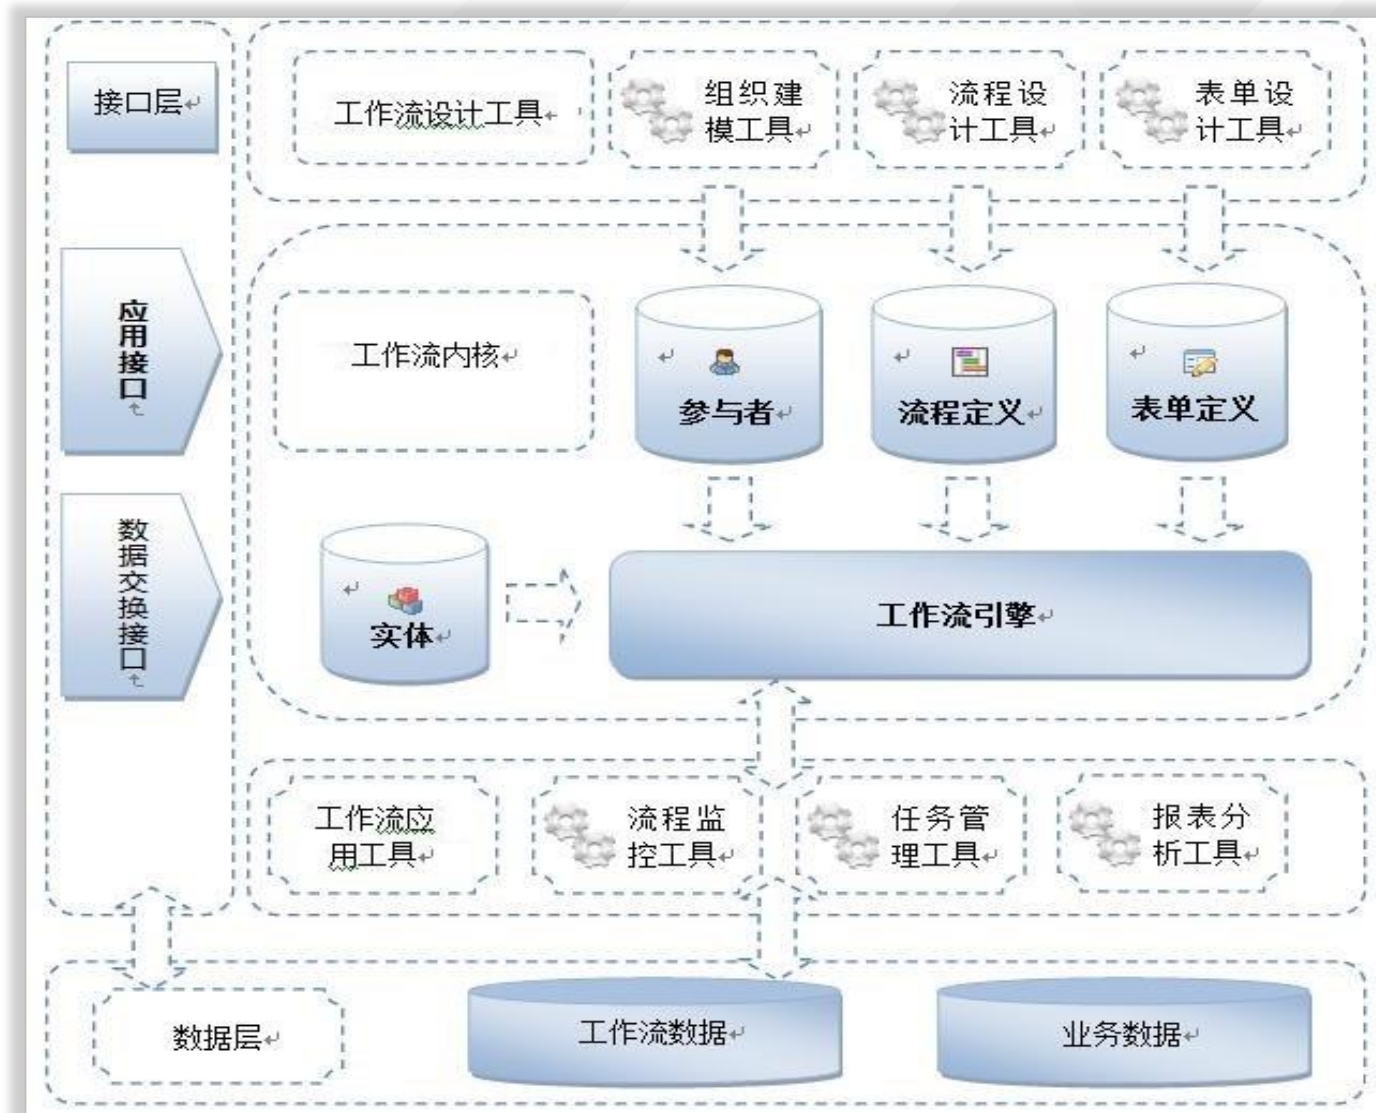 接口层
工作流设计工具
组织建
模工具
流程设
计工具
表单设
计工具
应
用
接
口
工作流内核
参与者
流程定义
表单定义
数
据
交
换
接
口
实体
工作流引擎
工作流应
用工具
流程监
控工具
任务管
理工具
报表分
析工具
数据层
工作流数据
业务数据